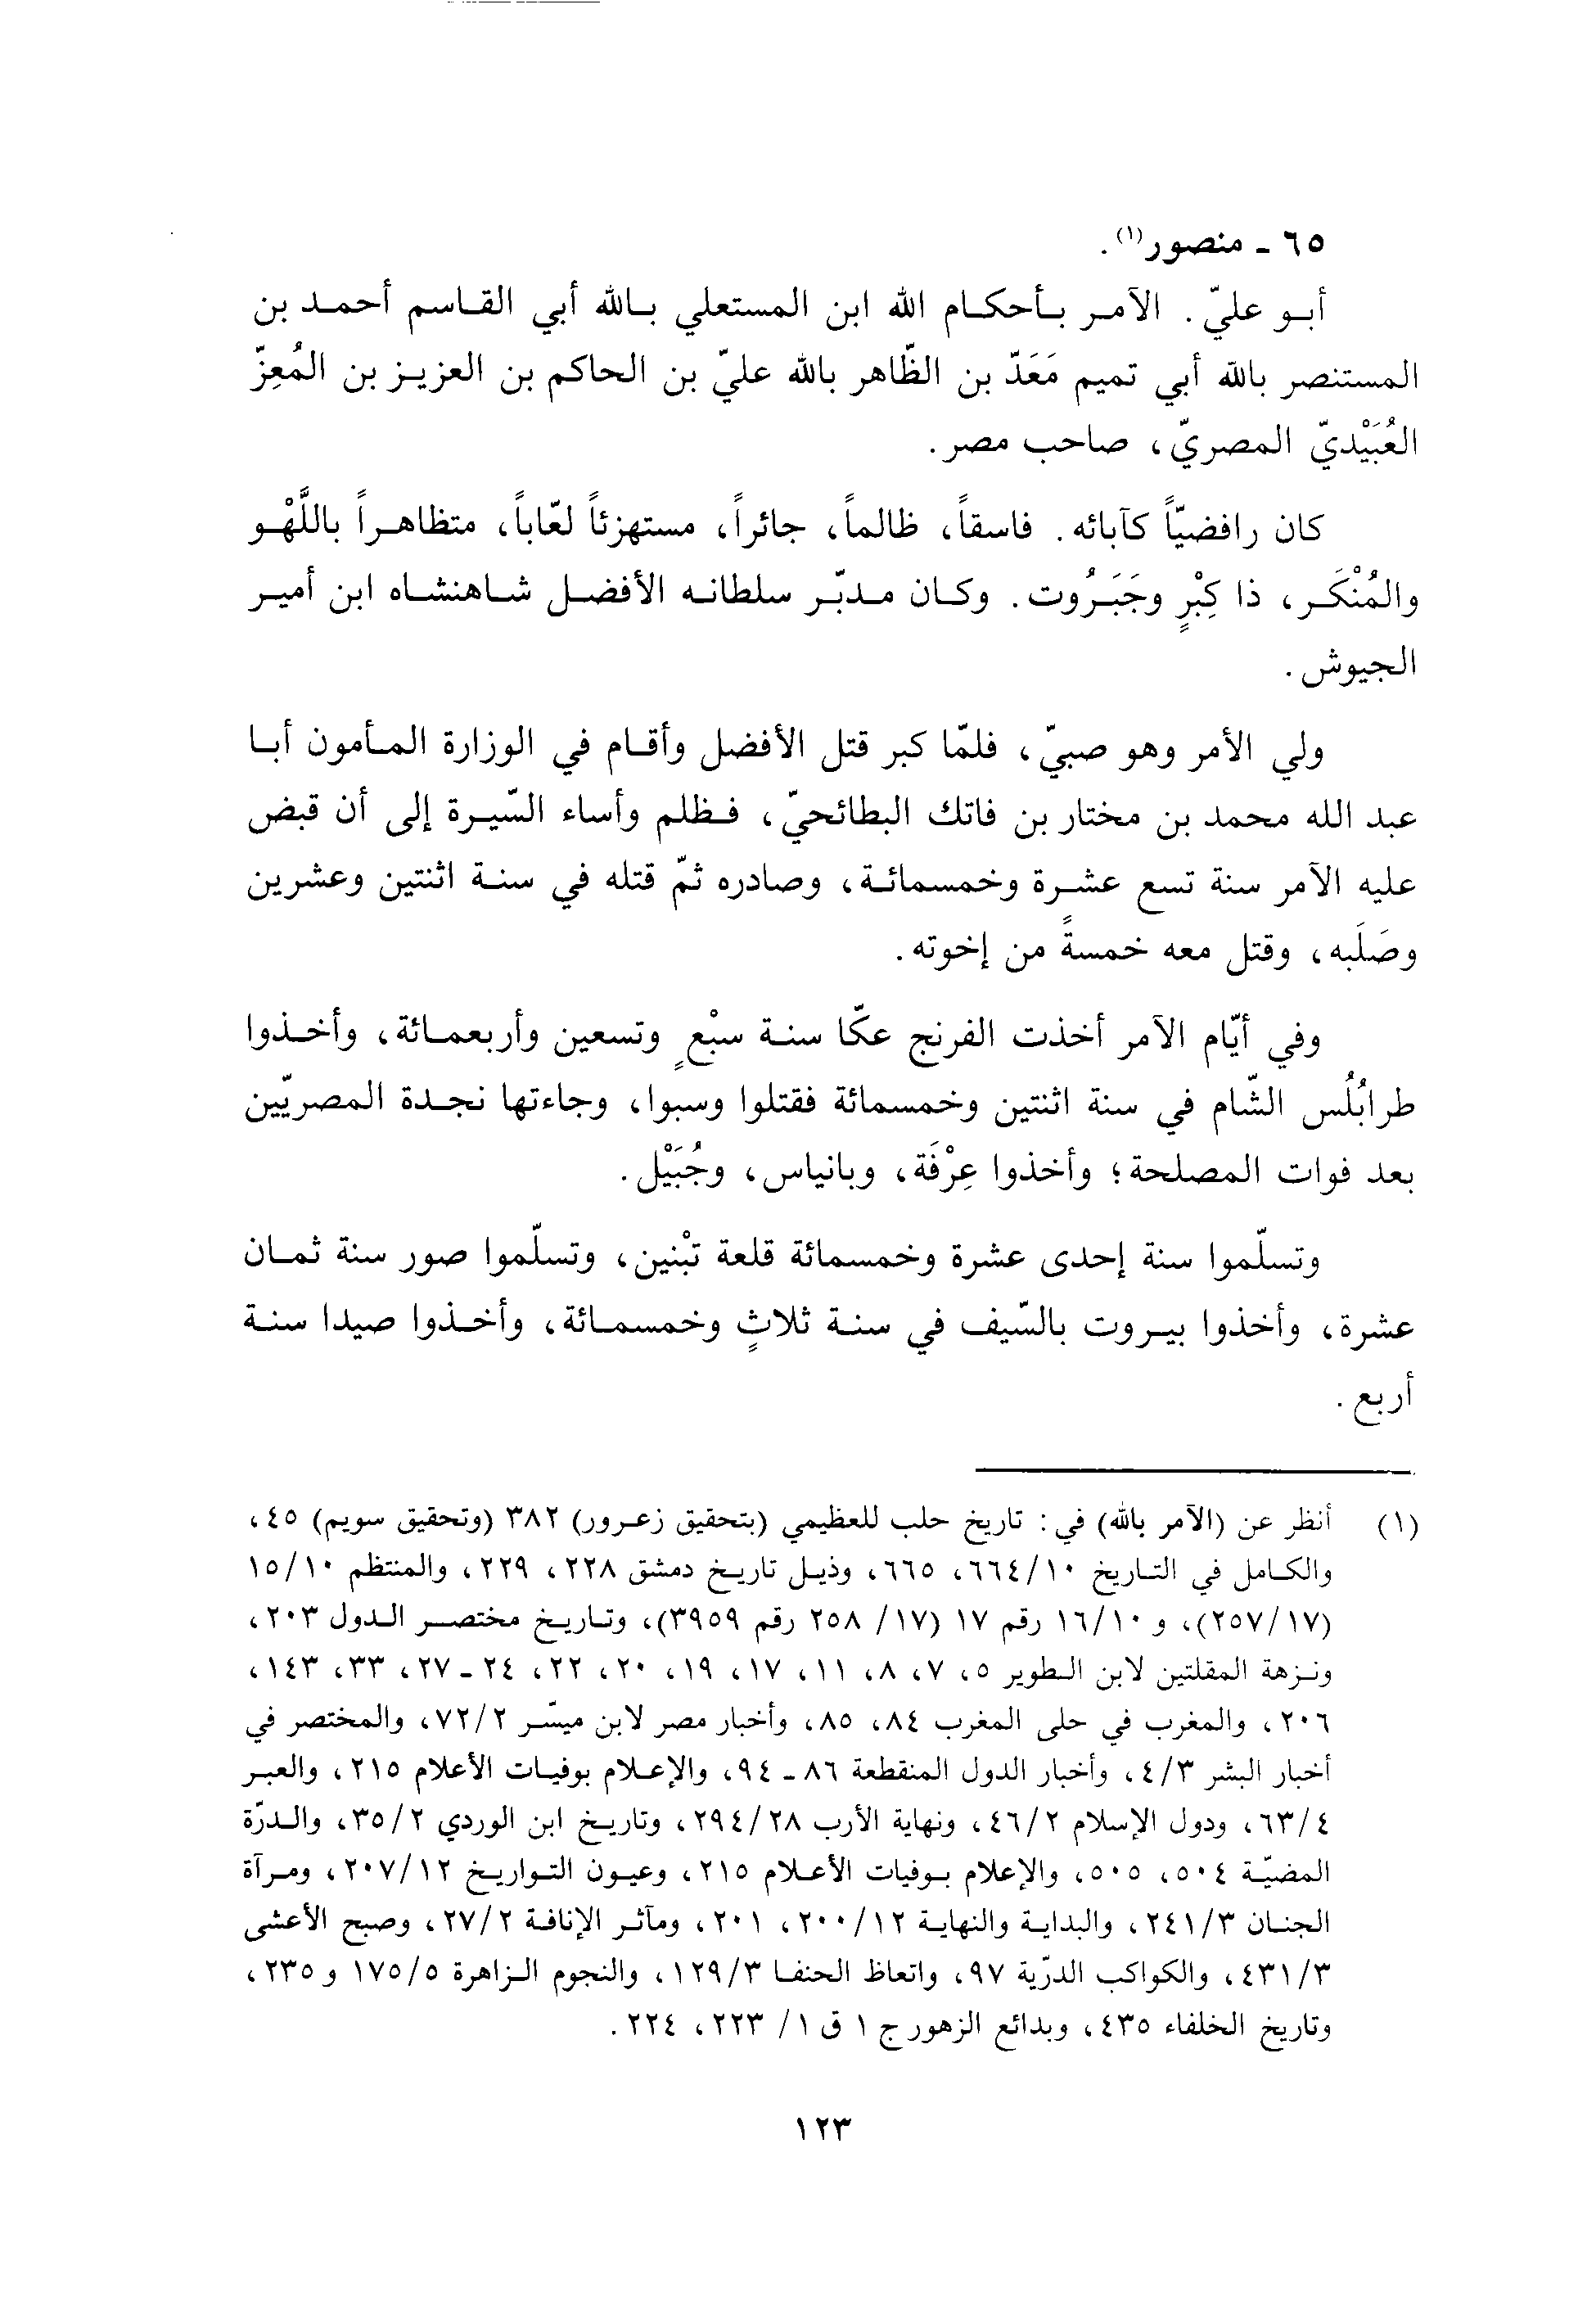 ٦٥ - منصور(١).
أبو عليّ. الآمر بأحكام الله ابن المستعلي بالله أبي القاسم أحمد بن
المستنصر بالله أبي تميم مَعَدّ بن الظّاهر بالله عليّ بن الحاكم بن العزيز بن المُعِزّ
العُبَيْديّ المصريّ، صاحب مصر.
كان رافضيّاً كآبائه. فاسقاً، ظالماً، جائراً، مستهزئاً لعّاباً، متظاهراً باللَّهْو
والمُنْكَر، ذا كِبْرٍ وجَبَرُوت. وكان مدبّر سلطانه الأفضل شاهنشاه ابن أمير
الجيوش.
ولي الأمر وهو صبيّ، فلمّا كبر قتل الأفضل وأقام في الوزارة المأمون أبا
عبد الله محمد بن مختار بن فاتك البطائحيّ، فظلم وأساء السّيرة إلى أن قبض
عليه الآمر سنة تسع عشرة وخمسمائة، وصادره ثمّ قتله في سنة اثنتين وعشرين
وصَلَبه، وقتل معه خمسةً من إخوته.
وفي أيّام الآمر أخذت الفرنج عكّا سنة سبْعٍ وتسعين وأربعمائة، وأخذوا
طرابُلُس الشّام في سنة اثنتين وخمسمائة فقتلوا وسبوا، وجاءتها نجدة المصريّين
بعد فوات المصلحة؛ وأخذوا عِرْفَة، وبانياس، وجُبَيْل.
وتسلّموا سنة إحدى عشرة وخمسمائة قلعة تبْنين، وتسلّموا صور سنة ثمان
عشرة، وأخذوا بيروت بالسّيف في سنة ثلاثٍ وخمسمائة، وأخذوا صيدا سنة
أربع.
(١) أنظر عن (الآمر بالله) في: تاريخ حلب للعظيمي (بتحقيق زعرور) ٣٨٢ (وتحقيق سويم) ٤٥،
والكامل في التاريخ ٦٦٤/١٠، ٦٦٥، وذيل تاريخ دمشق ٢٢٨، ٢٢٩، والمنتظم ١٥/١٠
(٢٥٧/١٧)، و ١٦/١٠ رقم ١٧ (١٧/ ٢٥٨ رقم ٣٩٥٩)، وتاريخ مختصر الدول ٢٠٣،
ونزهة المقلتين لابن الطوير ٥، ٧، ٨، ١١، ١٧، ١٩، ٢٠، ٢٢، ٢٤ - ٢٧، ٣٣، ١٤٣،
٢٠٦، والمغرب في حلى المغرب ٨٤، ٨٥، وأخبار مصر لابن ميسّر ٧٢/٢، والمختصر في
أخبار البشر ٤/٣، وأخبار الدول المنقطعة ٨٦ - ٩٤، والإعلام بوفيات الأعلام ٢١٥، والعبر
٦٣/٤، ودول الإسلام ٤٦/٢، ونهاية الأرب ٢٩٤/٢٨، وتاريخ ابن الوردي ٣٥/٢، والدرّة
المضيّة ٥٠٤، ٥٠٥، والإعلام بوفيات الأعلام ٢١٥، وعيون التواريخ ٢٠٧/١٢، ومرآة
الجنان ٢٤١/٣، والبداية والنهاية ٢٠٠/١٢، ٢٠١، ومآثر الإنافة ٢٧/٢، وصبح الأعشى
٤٣١/٣، والكواكب الدرّية ٩٧، واتعاظ الحنفا ١٢٩/٣، والنجوم الزاهرة ١٧٥/٥ و ٢٣٥،
وتاريخ الخلفاء ٤٣٥، وبدائع الزهور ج ١ ق ١/ ٢٢٣، ٢٢٤.
١٢٣